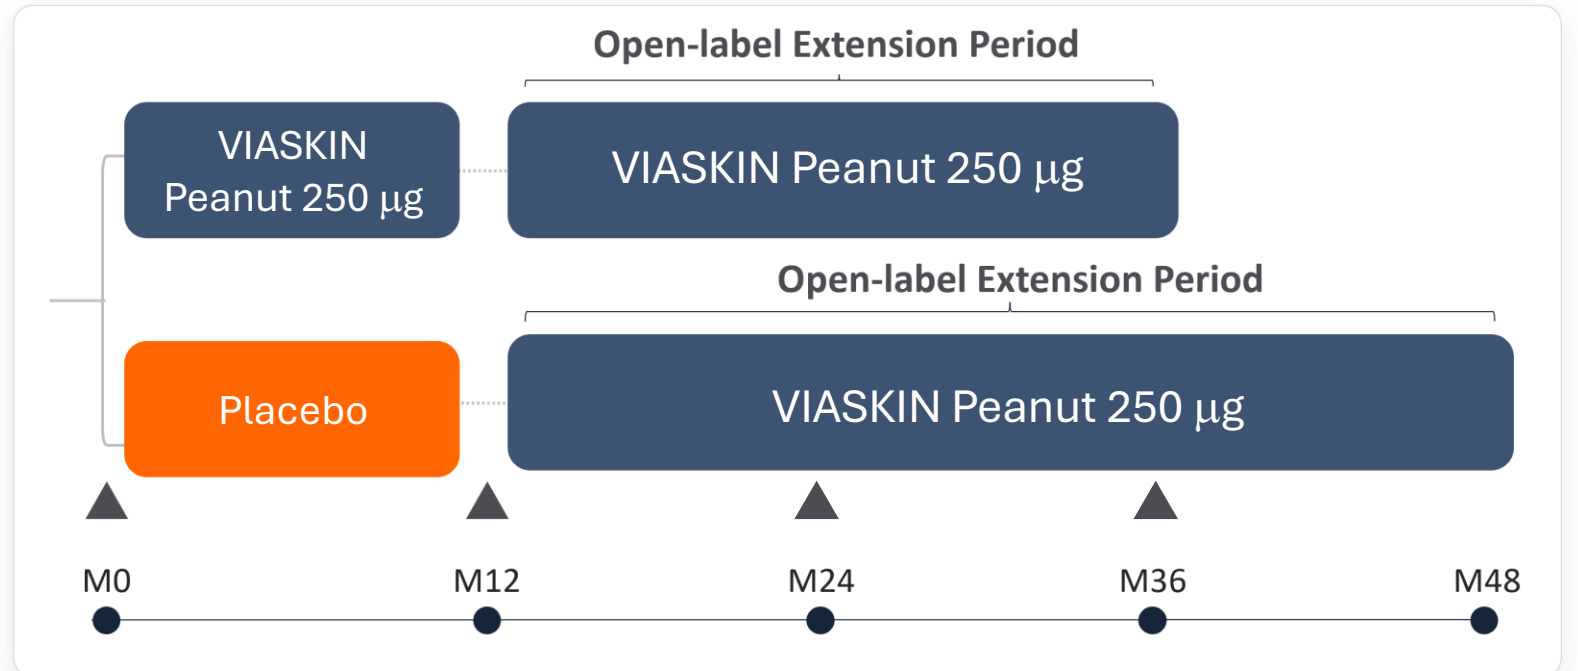 Open-label Extension Period
VIASKIN
Peanut 250 μg
VIASKIN Peanut 250 μg
Open-label Extension Period
Placebo
VIASKIN Peanut 250 μg
M0
M12
M24
M36
M48